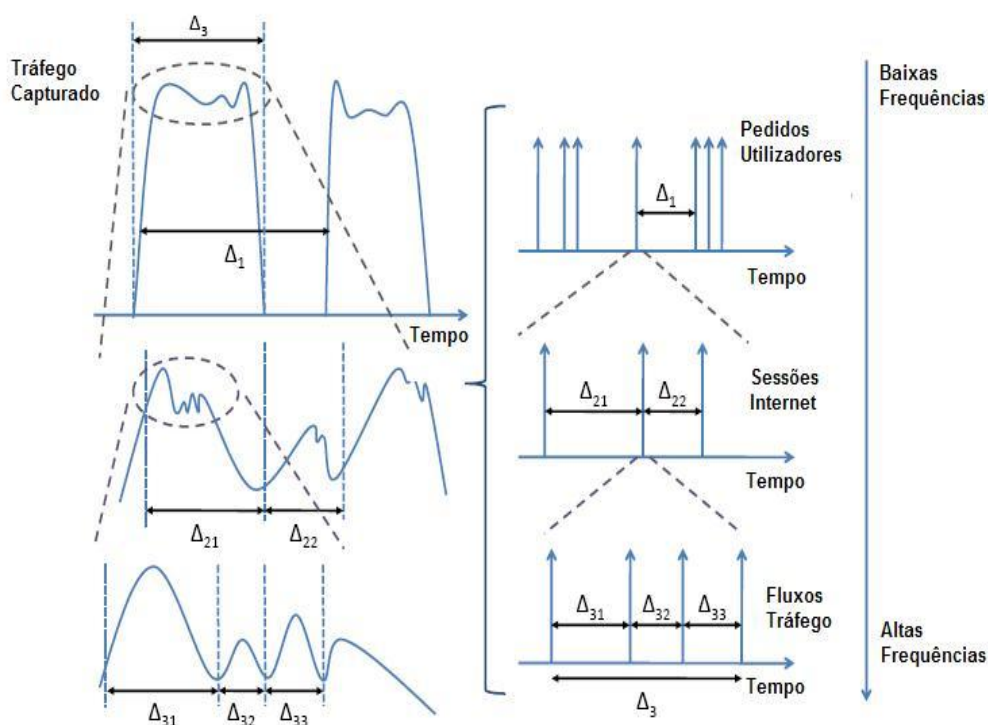 Δ3
Tráfego
Capturado
Δ1
Tempo
Δ21
Δ22
Δ31
Δ32
Δ33
Pedidos
Utilizadores
Δ1
Tempo
Sessões
Internet
Δ21
Δ22
Tempo
Fluxos
Tráfego
Δ31
Δ32
Δ33
Tempo
Δ3
Baixas
Frequências
Altas
Frequências